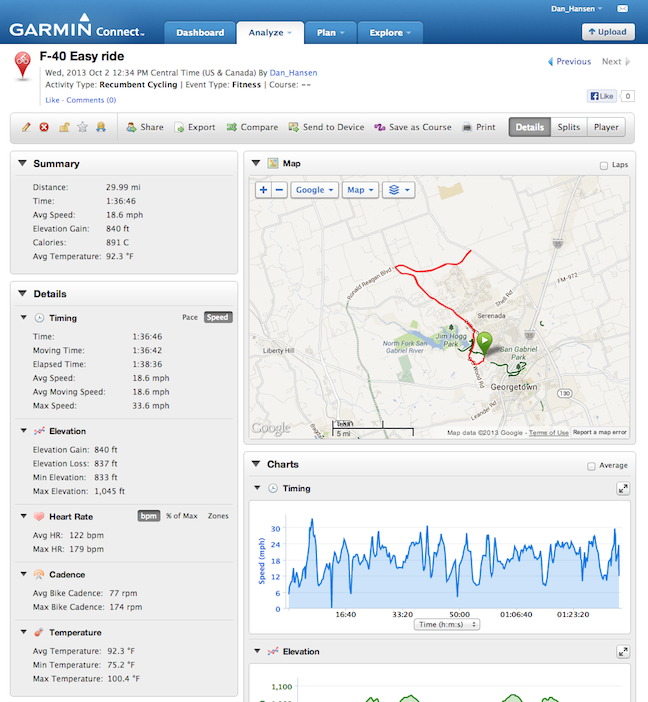 GARMIN Connect™
Dan_Hansen
Dashboard
Analyze
Plan
Explore
Upload
F-40 Easy ride
Wed, 2013 Oct 2 12:34 PM Central Time (US & Canada) By Dan_Hansen
Activity Type: Recumbent Cycling | Event Type: Fitness | Course: --
Like · Comments (0)
Previous Next
Like 0
Share
Export
Compare
Send to Device
Save as Course
Print
Details
Splits
Player
Summary
Distance: 29.99 mi
Time: 1:36:46
Avg Speed: 18.6 mph
Elevation Gain: 840 ft
Calories: 891 C
Avg Temperature: 92.3 °F
Details
Timing Pace Speed
Time: 1:36:46
Moving Time: 1:36:42
Elapsed Time: 1:38:36
Avg Speed: 18.6 mph
Avg Moving Speed: 18.6 mph
Max Speed: 33.6 mph
Elevation
Elevation Gain: 840 ft
Elevation Loss: 837 ft
Min Elevation: 833 ft
Max Elevation: 1,045 ft
Heart Rate bpm % of Max Zones
Avg HR: 122 bpm
Max HR: 179 bpm
Cadence
Avg Bike Cadence: 77 rpm
Max Bike Cadence: 174 rpm
Temperature
Avg Temperature: 92.3 °F
Min Temperature: 75.2 °F
Max Temperature: 100.4 °F
Map
Laps
+ −
Google
Map
Ronald Reagan Blvd
FM-972
Shell Rd
Serenada
Jim Hogg
Park
North Fork San
Gabriel River
San Gabriel
Park
Liberty Hill
Wood Rd
Georgetown
130
Leander Rd
Google
5 mi
Map data ©2013 Google - Terms of Use Report a map error
Charts
Average
Timing
Speed (mph)
30
24
18
12
6
0
16:40 33:20 50:00 01:06:40 01:23:20
Time (h:m:s)
Elevation
1,100